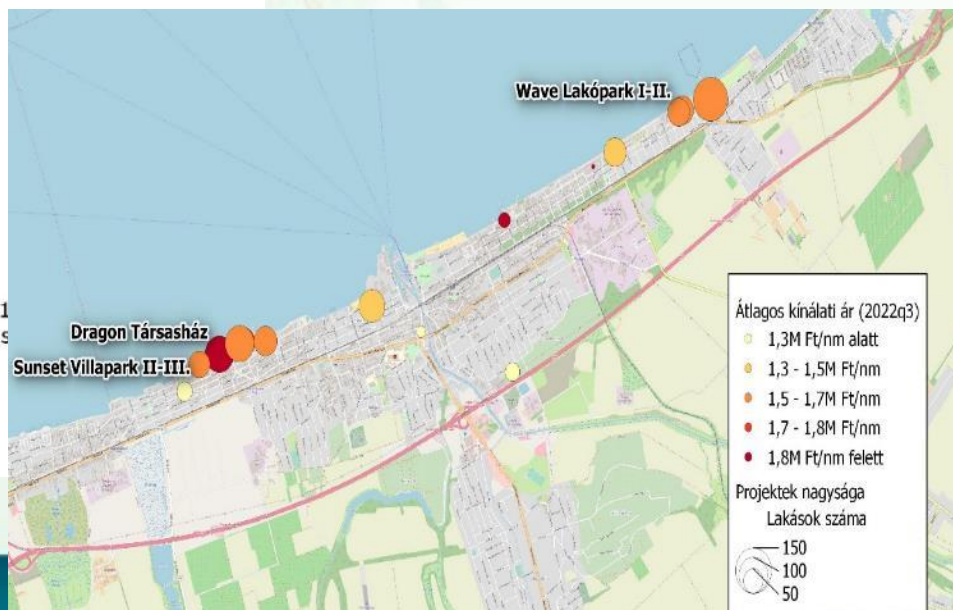 Wave Lakópark I-II.
1
s
Dragon Társasház
Sunset Villapark II-III.
Átlagos kínálati ár (2022q3)
1,3M Ft/nm alatt
1,3 - 1,5M Ft/nm
1,5 - 1,7M Ft/nm
1,7 - 1,8M Ft/nm
1,8M Ft/nm felett
Projektek nagysága
Lakások száma
150
100
50